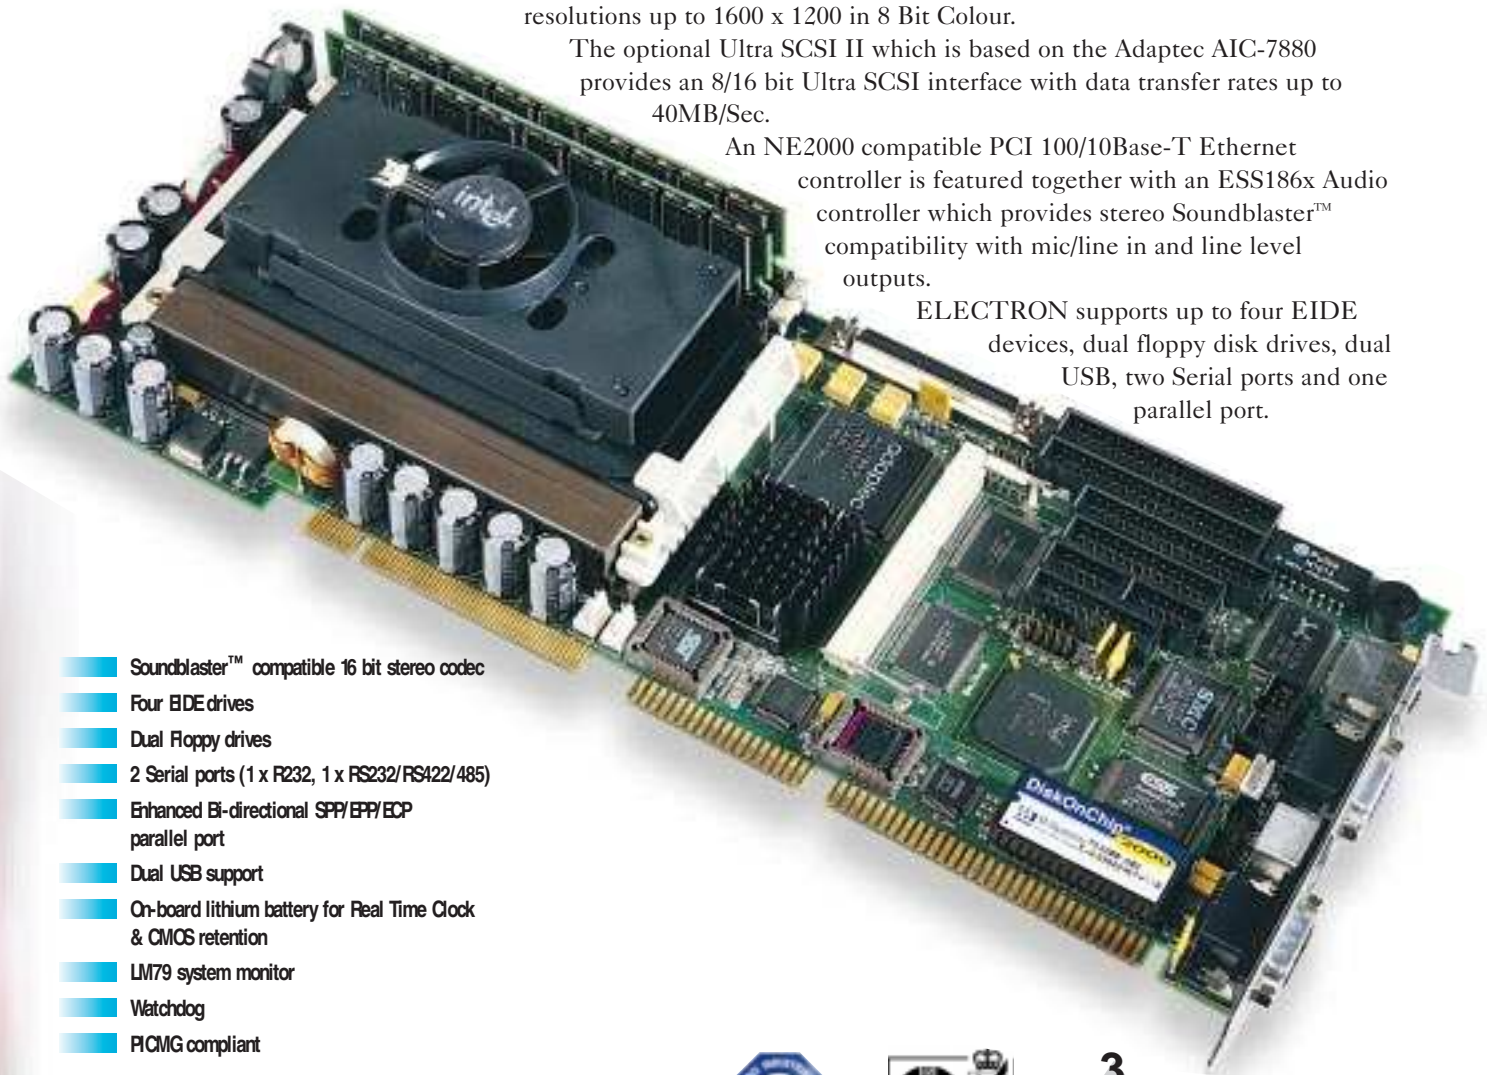 resolutions up to 1600 x 1200 in 8 Bit Colour.
The optional Ultra SCSI II which is based on the Adaptec AIC-7880
provides an 8/16 bit Ultra SCSI interface with data transfer rates up to
40MB/Sec.
An NE2000 compatible PCI 100/10Base-T Ethernet
controller is featured together with an ESS186x Audio
controller which provides stereo Soundblaster™
compatibility with mic/line in and line level
outputs.
ELECTRON supports up to four EIDE
devices, dual floppy disk drives, dual
USB, two Serial ports and one
parallel port.
intel
adaptec
SMSC
ESS
DiskOnChip®
2000
Soundblaster™ compatible 16 bit stereo codec
Four EIDE drives
Dual Floppy drives
2 Serial ports (1 x R232, 1 x RS232/RS422/485)
Enhanced Bi-directional SPP/EPP/ECP
parallel port
Dual USB support
On-board lithium battery for Real Time Clock
& CMOS retention
LM79 system monitor
Watchdog
PICMG compliant
3